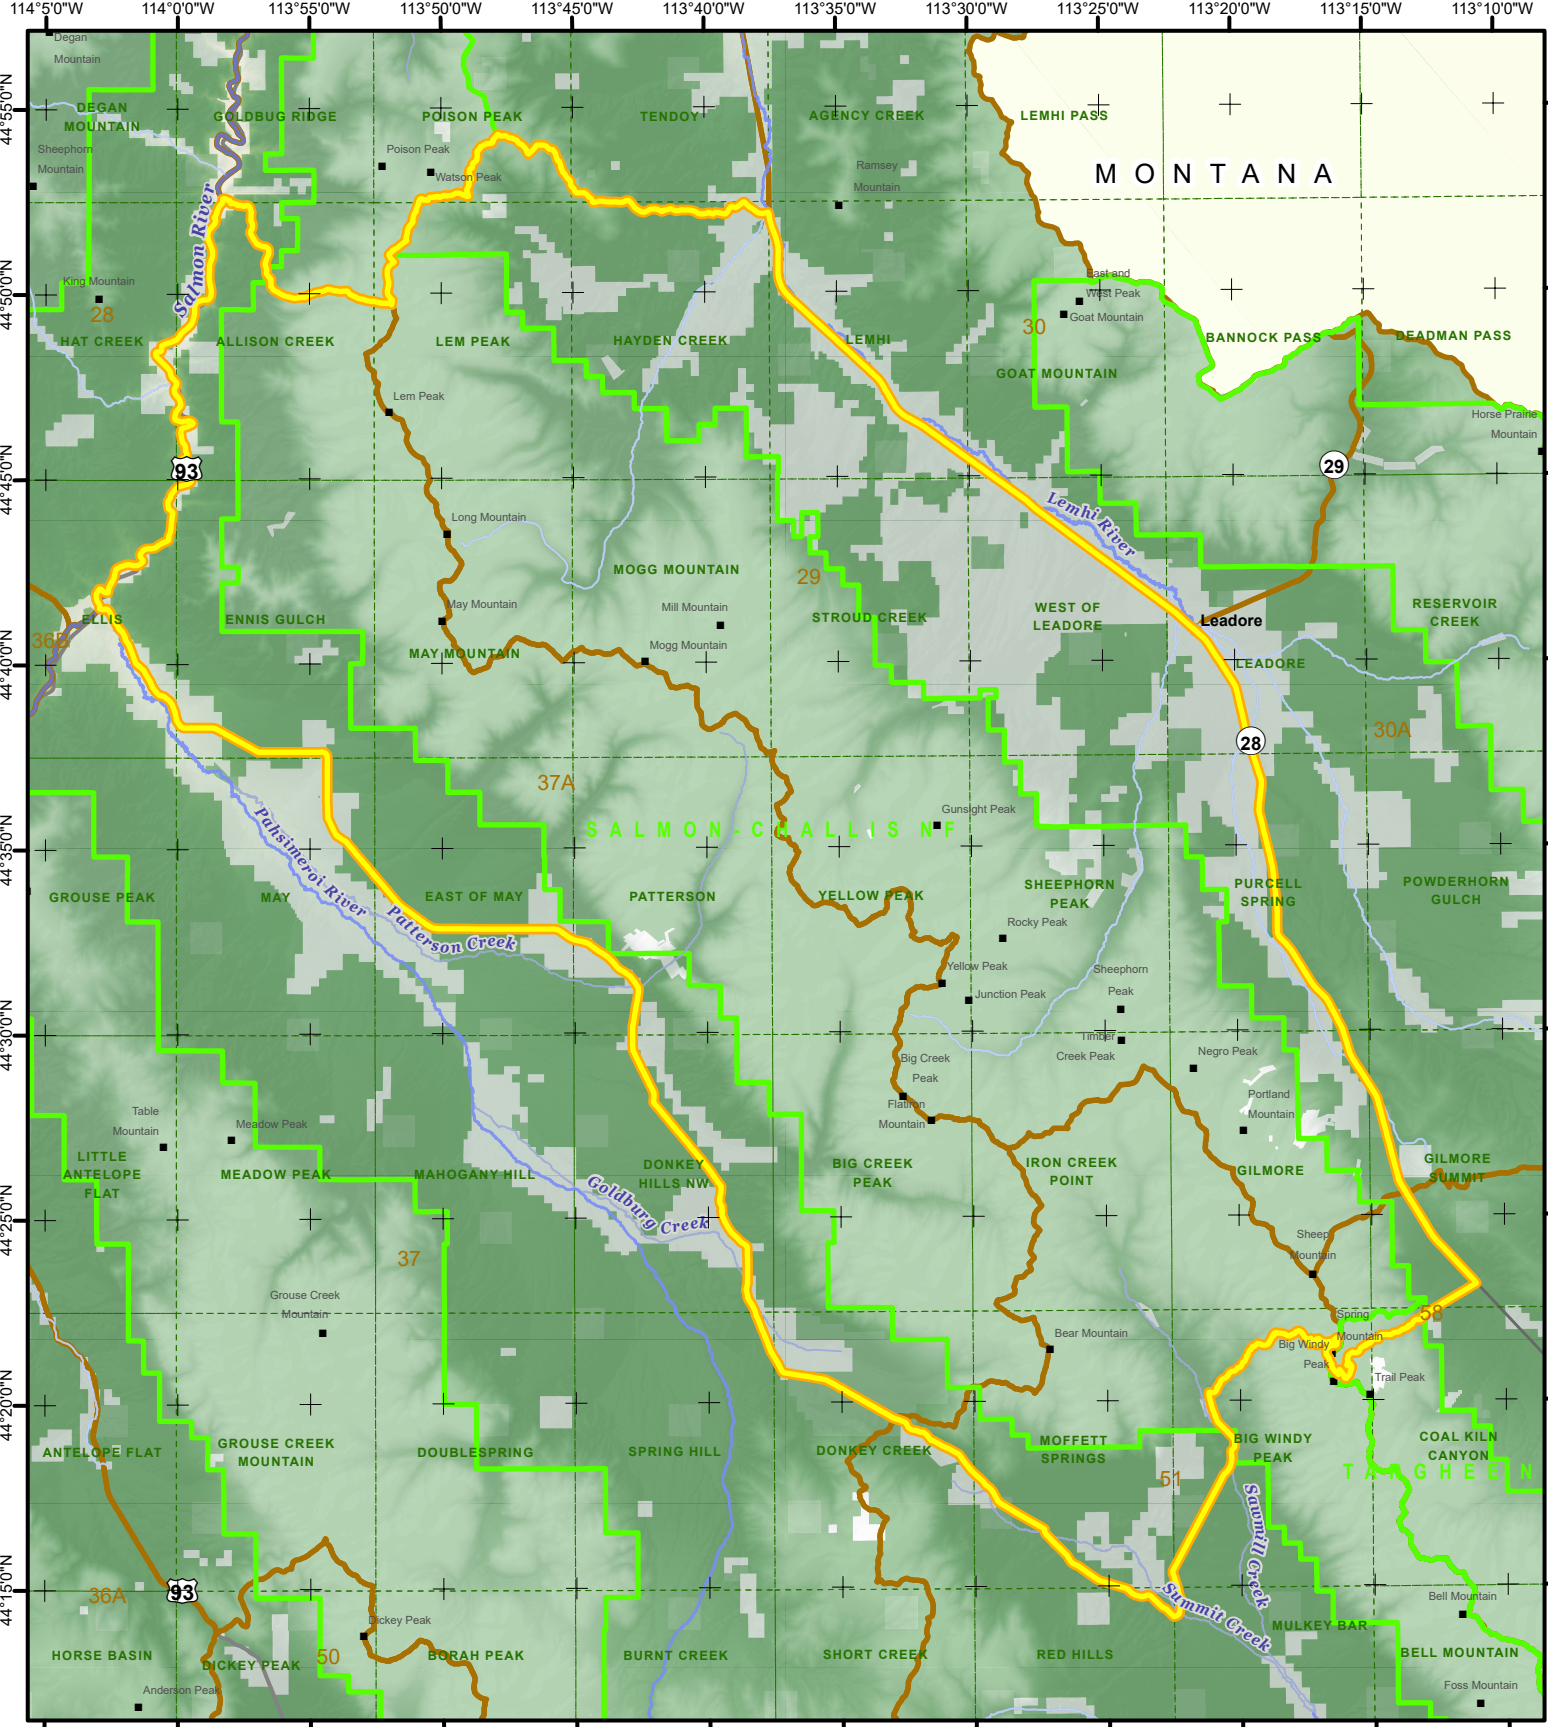 114°5'0"W
114°0'0"W
113°55'0"W
113°50'0"W
113°45'0"W
113°40'0"W
113°35'0"W
113°30'0"W
113°25'0"W
113°20'0"W
113°15'0"W
113°10'0"W
44°55'0"N
44°50'0"N
44°45'0"N
44°40'0"N
44°35'0"N
44°30'0"N
44°25'0"N
44°20'0"N
44°15'0"N
Degan
Mountain
DEGAN
MOUNTAIN
GOLDBUG RIDGE
POISON PEAK
TENDOY
AGENCY CREEK
LEMHI PASS
Sheephorn
Mountain
Poison Peak
Watson Peak
Ramsey
Mountain
MONTANA
Salmon River
King Mountain
28
HAT CREEK
ALLISON CREEK
LEM PEAK
HAYDEN CREEK
LEMHI
East and
West Peak
Goat Mountain
30
GOAT MOUNTAIN
BANNOCK PASS
DEADMAN PASS
Lem Peak
Horse Prairie
Mountain
93
29
Long Mountain
Lemhi River
MOGG MOUNTAIN
29
May Mountain
Mill Mountain
Mogg Mountain
ELLIS
36B
ENNIS GULCH
MAY MOUNTAIN
STROUD CREEK
WEST OF
LEADORE
Leadore
LEADORE
RESERVOIR
CREEK
28
30A
37A
SALMON-CHALLIS NF
Gunsight Peak
Pahsimeroi River
GROUSE PEAK
MAY
EAST OF MAY
PATTERSON
YELLOW PEAK
SHEEPHORN
PEAK
PURCELL
SPRING
POWDERHORN
GULCH
Patterson Creek
Rocky Peak
Yellow Peak
Junction Peak
Sheephorn
Peak
Timber
Creek Peak
Negro Peak
Big Creek
Peak
Flatiron
Mountain
Portland
Mountain
Table
Mountain
Meadow Peak
LITTLE
ANTELOPE
FLAT
MEADOW PEAK
MAHOGANY HILL
DONKEY
HILLS NW
BIG CREEK
PEAK
IRON CREEK
POINT
GILMORE
GILMORE
SUMMIT
Goldburg Creek
37
Sheep
Mountain
Grouse Creek
Mountain
Bear Mountain
Spring
Mountain
58
Big Windy
Peak
Trail Peak
ANTELOPE FLAT
GROUSE CREEK
MOUNTAIN
DOUBLESPRING
SPRING HILL
DONKEY CREEK
MOFFETT
SPRINGS
BIG WINDY
PEAK
COAL KILN
CANYON
TARGHEE N
51
Sawmill Creek
36A
93
Summit Creek
Dickey Peak
Bell Mountain
HORSE BASIN
DICKEY PEAK
50
BORAH PEAK
BURNT CREEK
SHORT CREEK
RED HILLS
MULKEY BAR
BELL MOUNTAIN
Anderson Peak
Foss Mountain